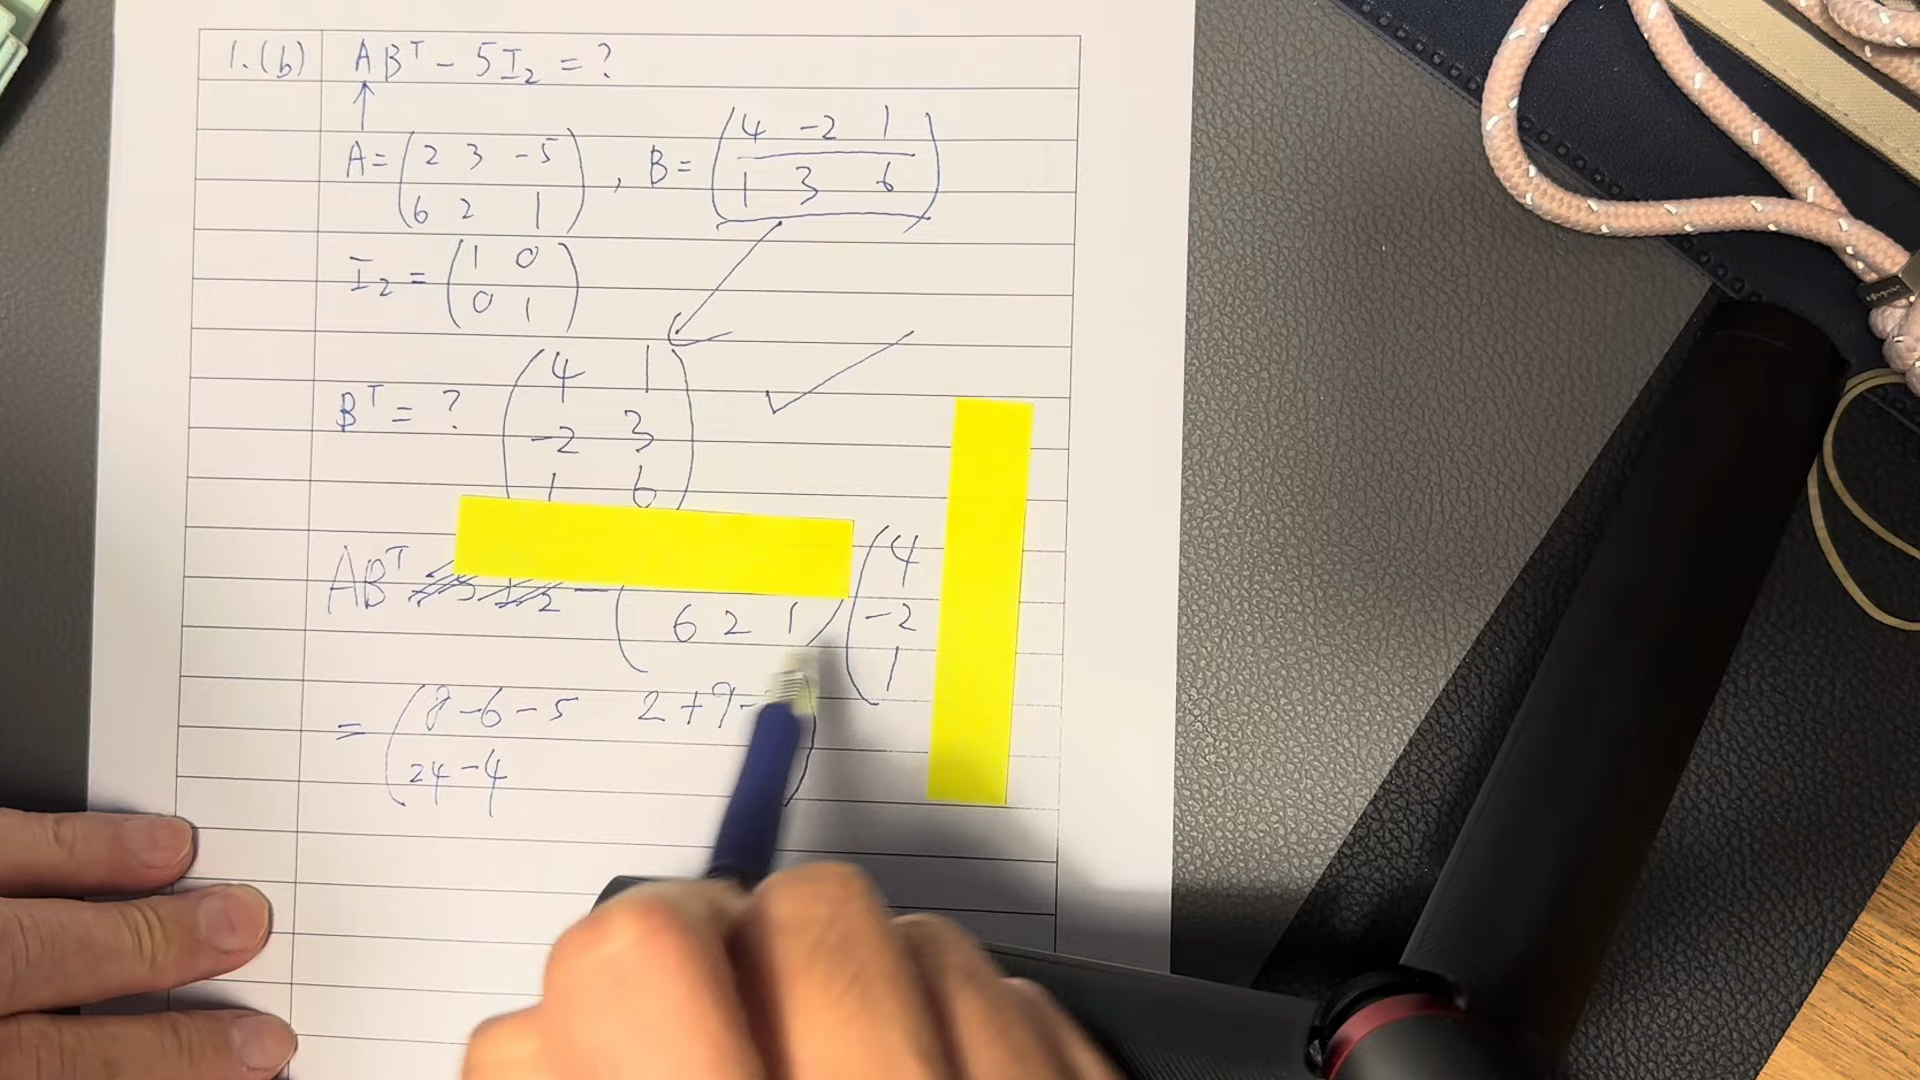 1.(b) ABᵀ - 5I₂ = ?
A = (2 3 -5
6 2 1) , B = (4 -2 1
1 3 6)
I₂ = (1 0
0 1)
Bᵀ = ? (4 1
-2 3
1 6)
ABᵀ
(6 2 1) (4
-2
1
= (8-6-5 2+9-
24-4 )